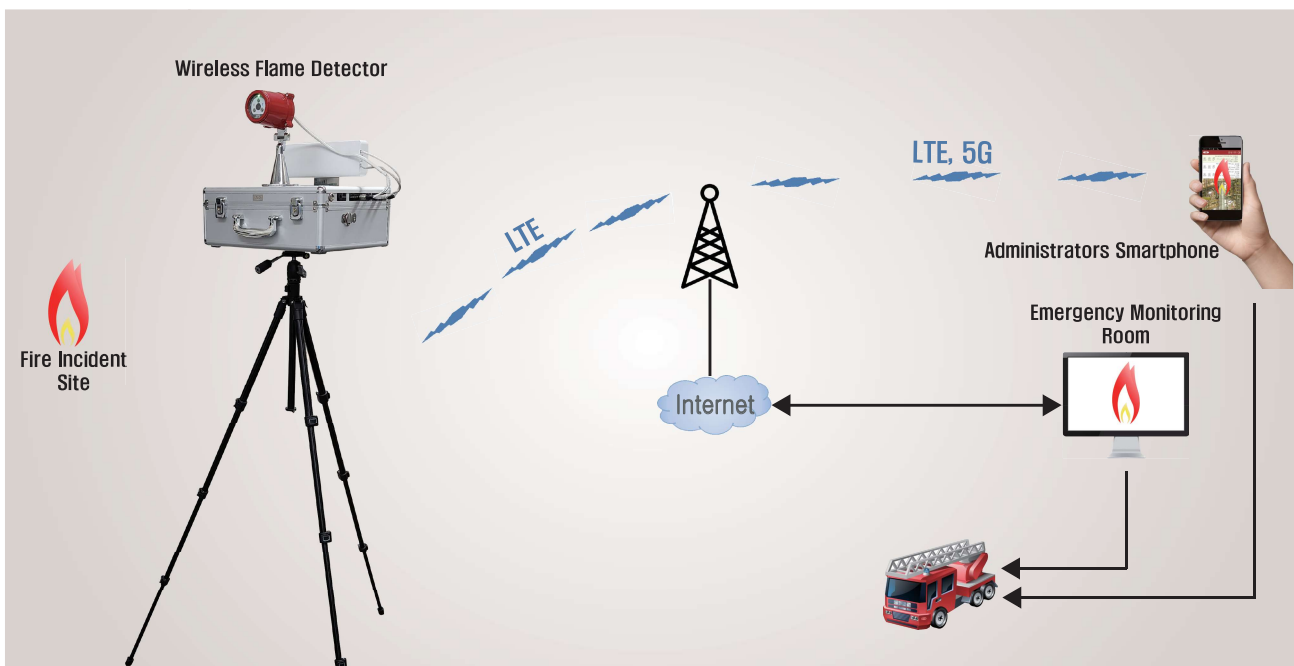 Wireless Flame Detector
LTE, 5G
LTE
Administrators Smartphone
Fire Incident
Site
Emergency Monitoring
Room
Internet